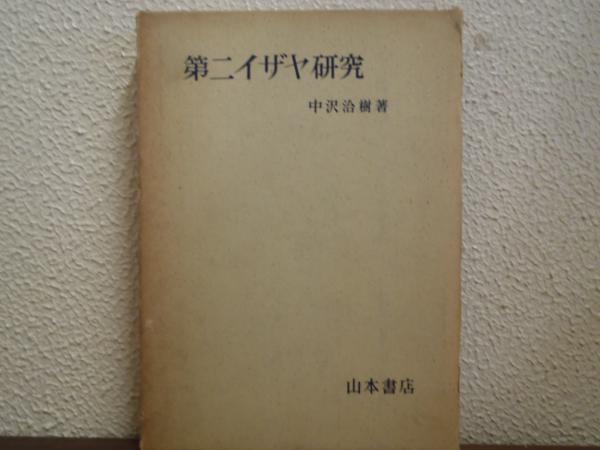 第二イザヤ研究
中沢洽樹著
山本書店